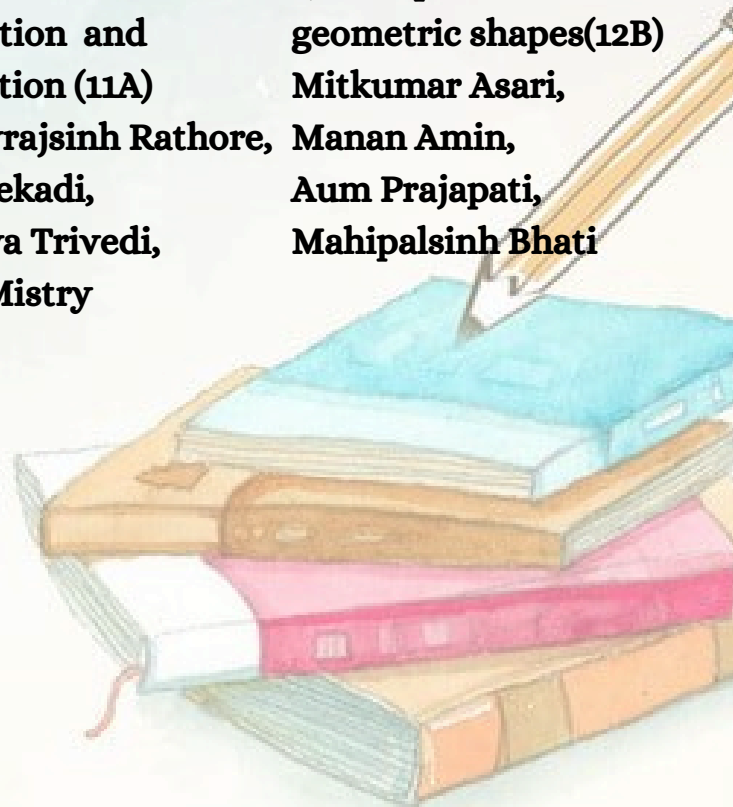 tion and
tion (11A)
rajsinh Rathore,
ekadi,
a Trivedi,
Mistry
geometric shapes(12B)
Mitkumar Asari,
Manan Amin,
Aum Prajapati,
Mahipalsinh Bhati